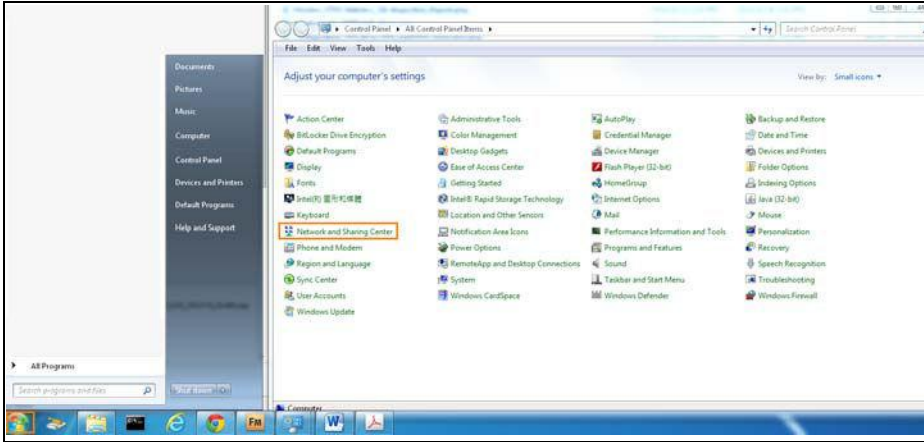 Control Panel ▸ All Control Panel Items ▸
Search Control Panel
File Edit View Tools Help
Adjust your computer's settings
View by: Small icons
Action Center
Administrative Tools
AutoPlay
Backup and Restore
BitLocker Drive Encryption
Color Management
Credential Manager
Date and Time
Default Programs
Desktop Gadgets
Device Manager
Devices and Printers
Display
Ease of Access Center
Flash Player (32-bit)
Folder Options
Fonts
Getting Started
HomeGroup
Indexing Options
Intel(R) 圖形和媒體
Intel® Rapid Storage Technology
Internet Options
Java (32-bit)
Keyboard
Location and Other Sensors
Mail
Mouse
Network and Sharing Center
Notification Area Icons
Performance Information and Tools
Personalization
Phone and Modem
Power Options
Programs and Features
Recovery
Region and Language
RemoteApp and Desktop Connections
Sound
Speech Recognition
Sync Center
System
Taskbar and Start Menu
Troubleshooting
User Accounts
Windows CardSpace
Windows Defender
Windows Firewall
Windows Update
Documents
Pictures
Music
Computer
Control Panel
Devices and Printers
Default Programs
Help and Support
All Programs
Search programs and files
Computer
FM
W